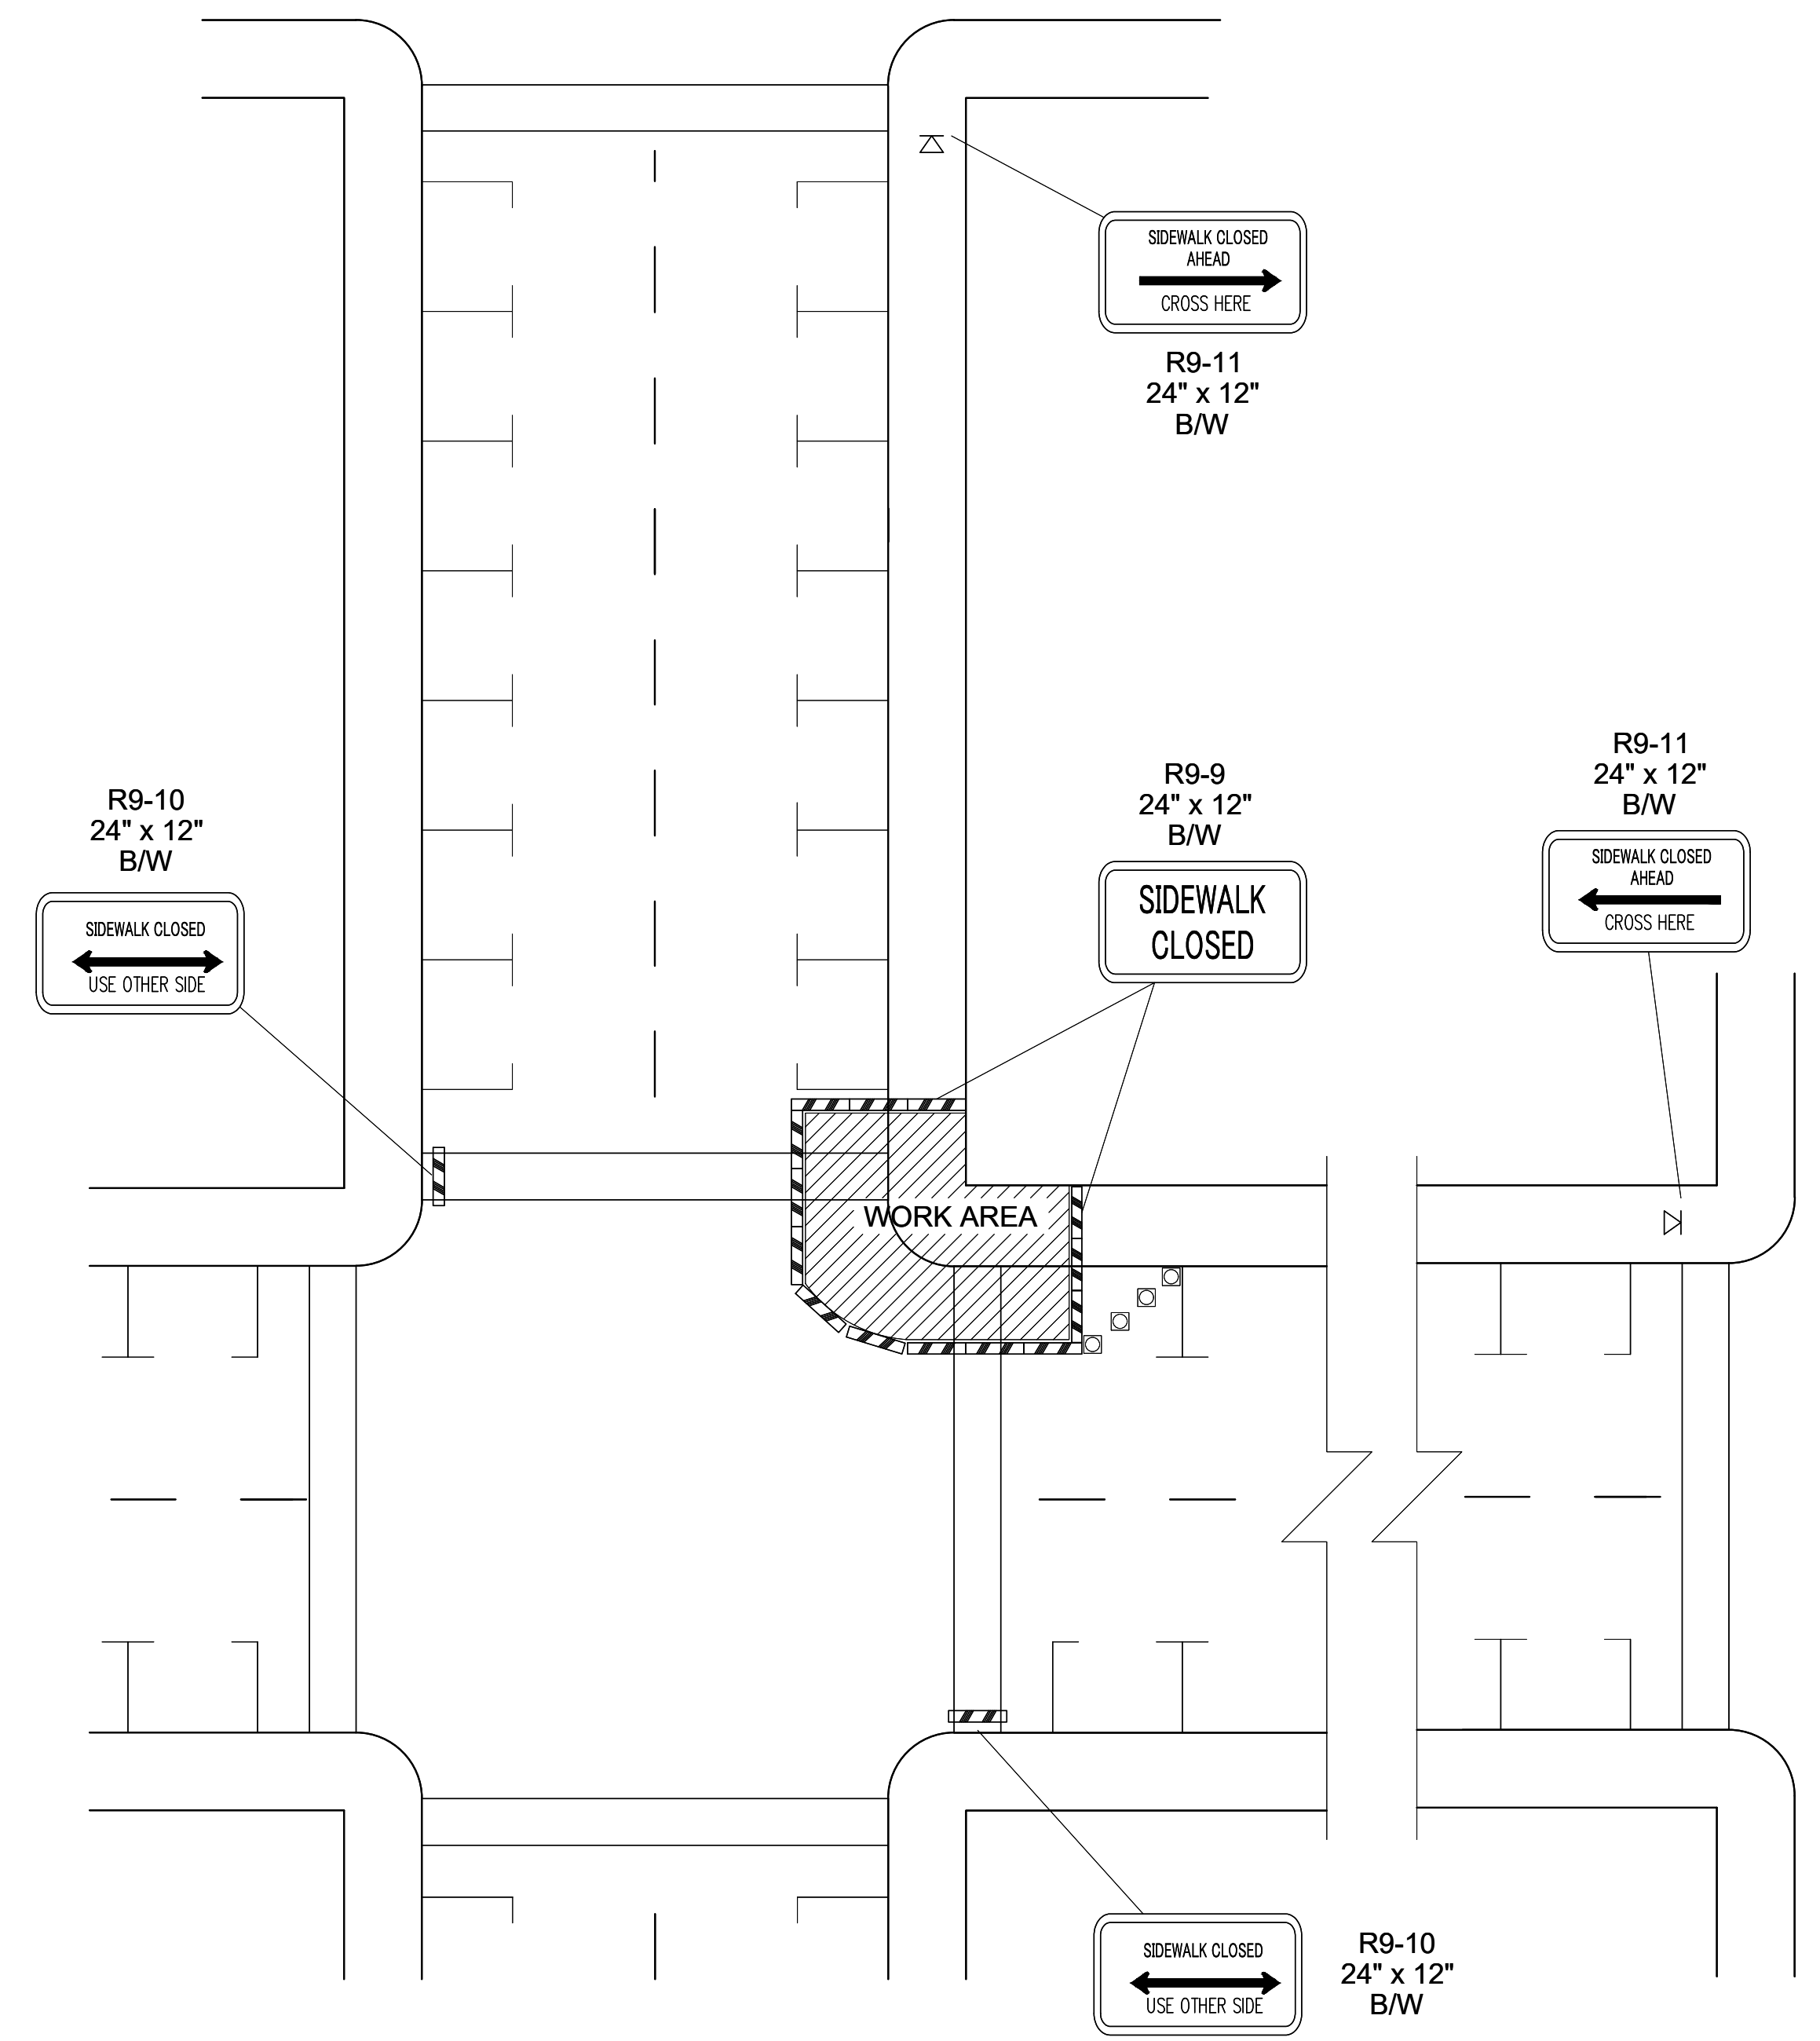 SIDEWALK CLOSED
AHEAD
CROSS HERE
R9-11
24" x 12"
B/W
R9-10
24" x 12"
B/W
SIDEWALK CLOSED
USE OTHER SIDE
R9-9
24" x 12"
B/W
SIDEWALK
CLOSED
R9-11
24" x 12"
B/W
SIDEWALK CLOSED
AHEAD
CROSS HERE
WORK AREA
SIDEWALK CLOSED
USE OTHER SIDE
R9-10
24" x 12"
B/W